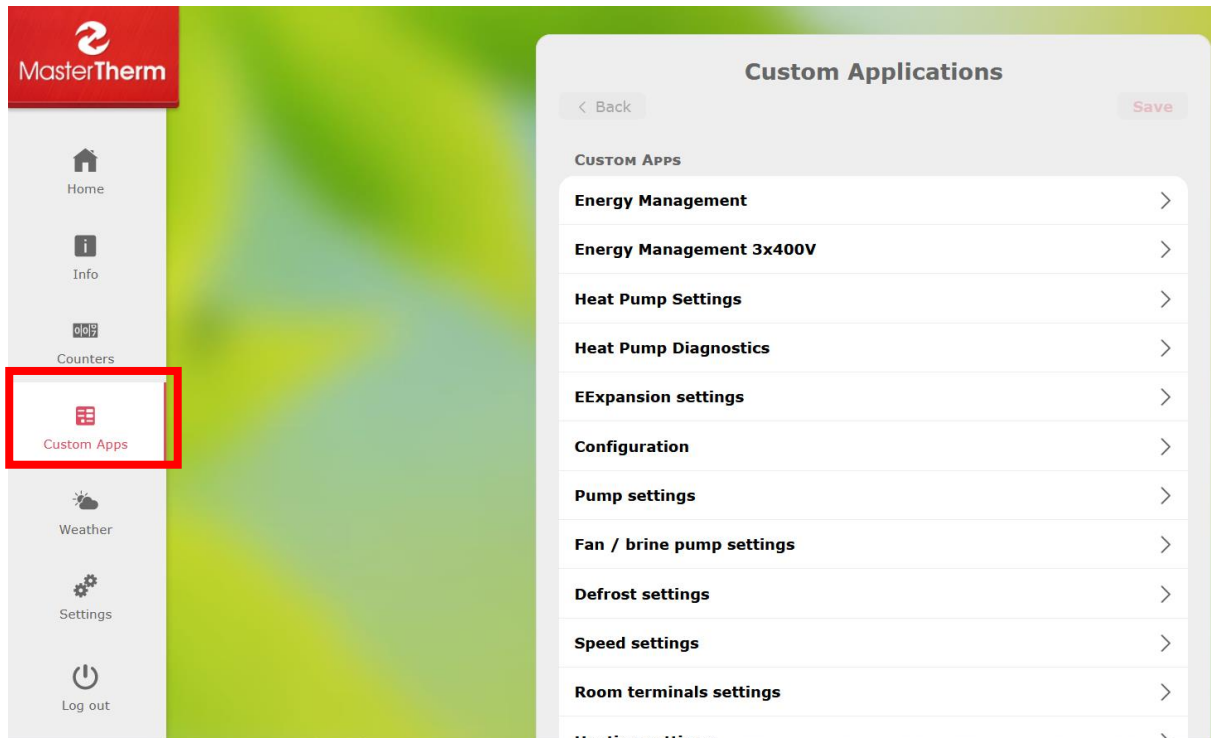 MasterTherm
Home
Info
Counters
Custom Apps
Weather
Settings
Log out
Custom Applications
< Back
Save
Custom Apps
Energy Management
Energy Management 3x400V
Heat Pump Settings
Heat Pump Diagnostics
EExpansion settings
Configuration
Pump settings
Fan / brine pump settings
Defrost settings
Speed settings
Room terminals settings